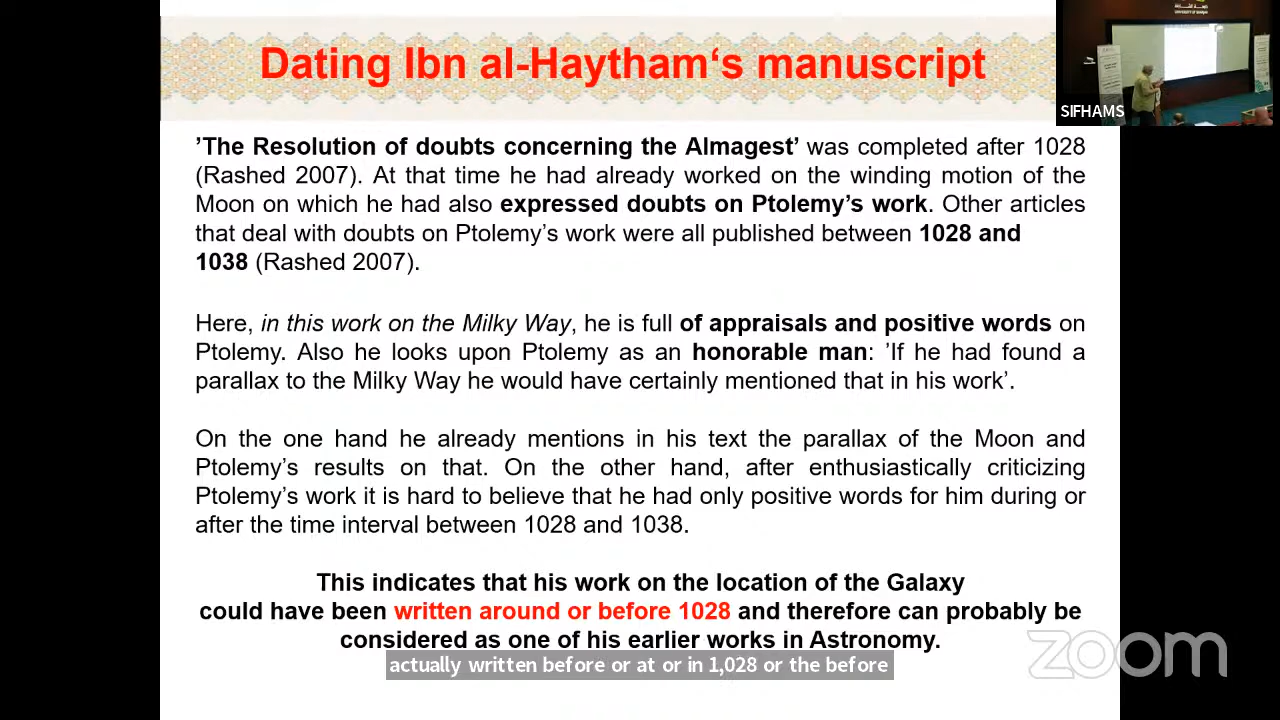 Dating Ibn al-Haytham‘s manuscript
SIFHAMS
’The Resolution of doubts concerning the Almagest’ was completed after 1028
(Rashed 2007). At that time he had already worked on the winding motion of the
Moon on which he had also expressed doubts on Ptolemy’s work. Other articles
that deal with doubts on Ptolemy’s work were all published between 1028 and
1038 (Rashed 2007).
Here, in this work on the Milky Way, he is full of appraisals and positive words on
Ptolemy. Also he looks upon Ptolemy as an honorable man: ’If he had found a
parallax to the Milky Way he would have certainly mentioned that in his work’.
On the one hand he already mentions in his text the parallax of the Moon and
Ptolemy’s results on that. On the other hand, after enthusiastically criticizing
Ptolemy’s work it is hard to believe that he had only positive words for him during or
after the time interval between 1028 and 1038.
This indicates that his work on the location of the Galaxy
could have been written around or before 1028 and therefore can probably be
considered as one of his earlier works in Astronomy.
actually written before or at or in 1,028 or the before
zoom